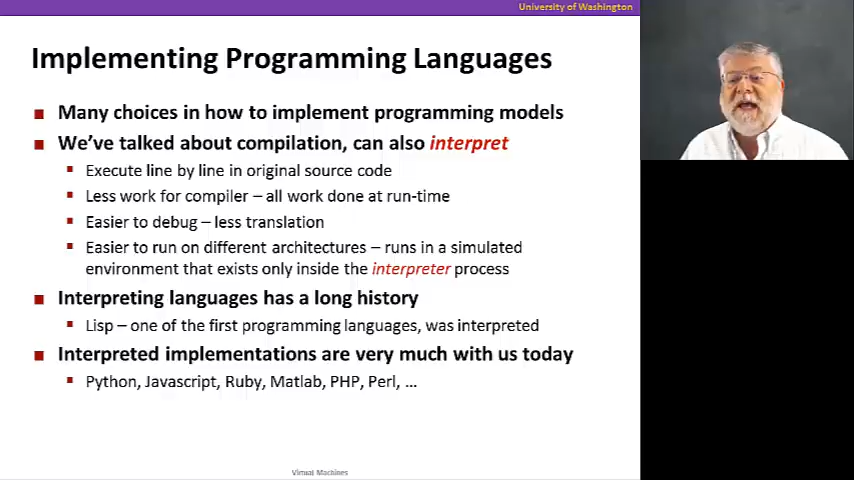 University of Washington
Implementing Programming Languages
Many choices in how to implement programming models
We've talked about compilation, can also interpret
Execute line by line in original source code
Less work for compiler – all work done at run-time
Easier to debug – less translation
Easier to run on different architectures – runs in a simulated
environment that exists only inside the interpreter process
Interpreting languages has a long history
Lisp – one of the first programming languages, was interpreted
Interpreted implementations are very much with us today
Python, Javascript, Ruby, Matlab, PHP, Perl, …
Virtual Machines